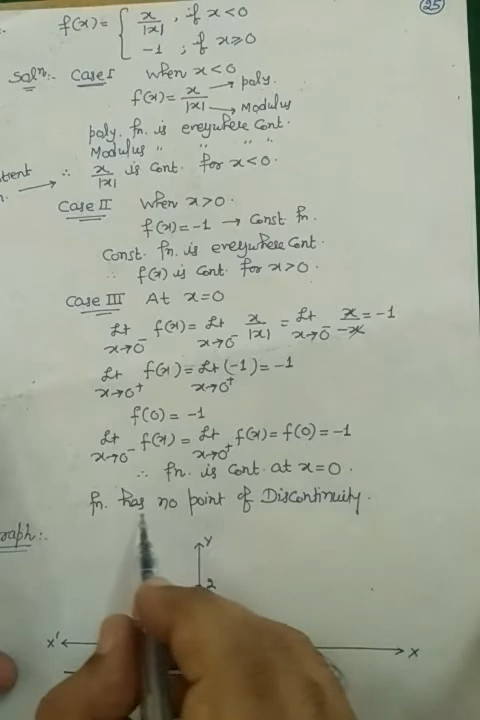 25
f(x) = { x/|x| , if x < 0
-1 ; if x ≥ 0
Soln:- Case I When x < 0
f(x) = x/|x| → poly.
→ Modulus
poly. fn. is ereywhere Cont.
Modulus " " " "
∴ x/|x| is Cont. for x < 0.
Case II When x > 0.
f(x) = -1 → Const fn.
Const. fn. is ereywhere Cont.
∴ f(x) is Cont. for x > 0.
Case III At x = 0
Lt x→0⁻ f(x) = Lt x→0⁻ x/|x| = Lt x→0⁻ x/-x = -1
Lt x→0⁺ f(x) = Lt x→0⁺ (-1) = -1
f(0) = -1
Lt x→0⁻ f(x) = Lt x→0⁺ f(x) = f(0) = -1
∴ fn. is Cont. at x = 0.
fn. has no point of Discontinuity.
raph:-
Y
2
X' X